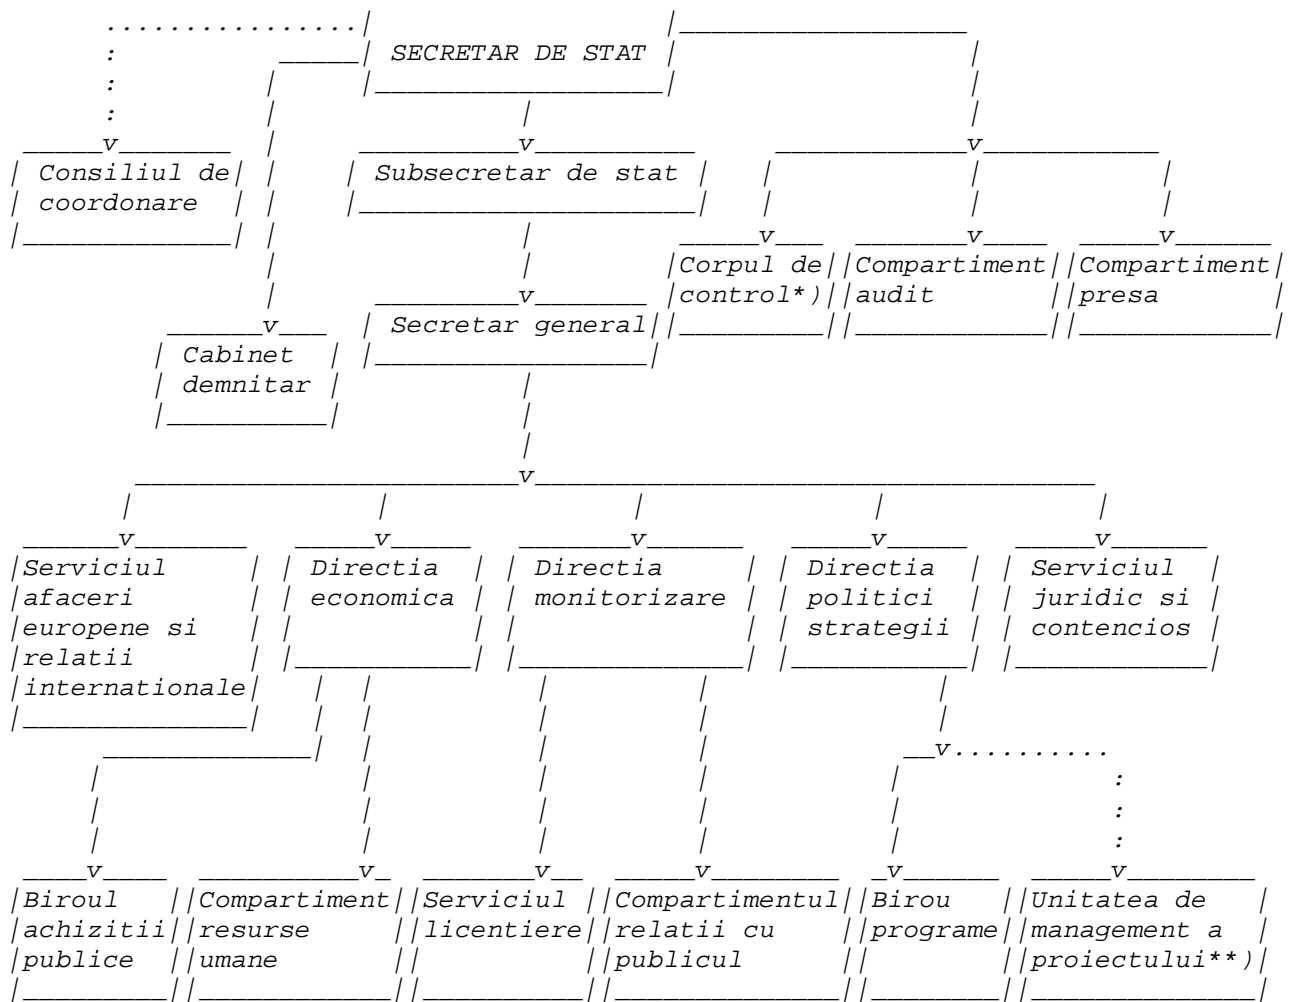 SECRETAR DE STAT
Consiliul de
coordonare
Subsecretar de stat
Corpul de
control*)
Compartiment
audit
Compartiment
presa
Secretar general
Cabinet
demnitar
Serviciul
afaceri
europene si
relatii
internationale
Directia
economica
Directia
monitorizare
Directia
politici
strategii
Serviciul
juridic si
contencios
Biroul
achizitii
publice
Compartiment
resurse
umane
Serviciul
licentiere
Compartimentul
relatii cu
publicul
Birou
programe
Unitatea de
management a
proiectului**)